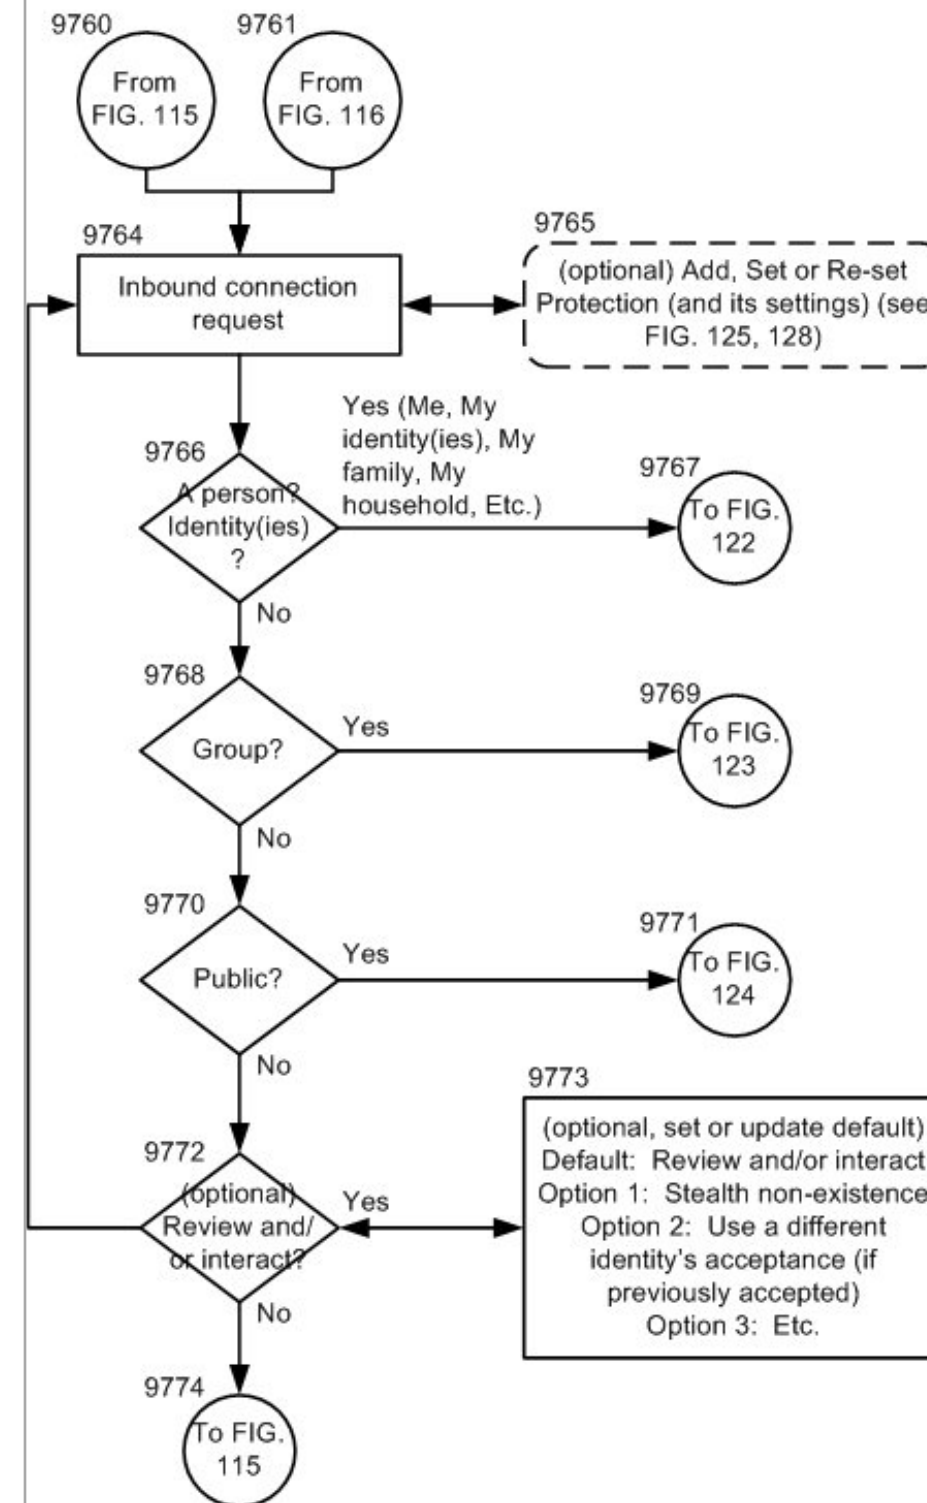 9760
From
FIG. 115
9761
From
FIG. 116
9764
Inbound connection
request
9765
(optional) Add, Set or Re-set
Protection (and its settings) (see
FIG. 125, 128)
9766
A person?
Identity(ies)
?
Yes (Me, My
identity(ies), My
family, My
household, Etc.)
9767
To FIG.
122
No
9768
Group?
Yes
9769
To FIG.
123
No
9770
Public?
Yes
9771
To FIG.
124
No
9772
(optional)
Review and/
or interact?
Yes
9773
(optional, set or update default)
Default: Review and/or interact
Option 1: Stealth non-existence
Option 2: Use a different
identity's acceptance (if
previously accepted)
Option 3: Etc.
No
9774
To FIG.
115